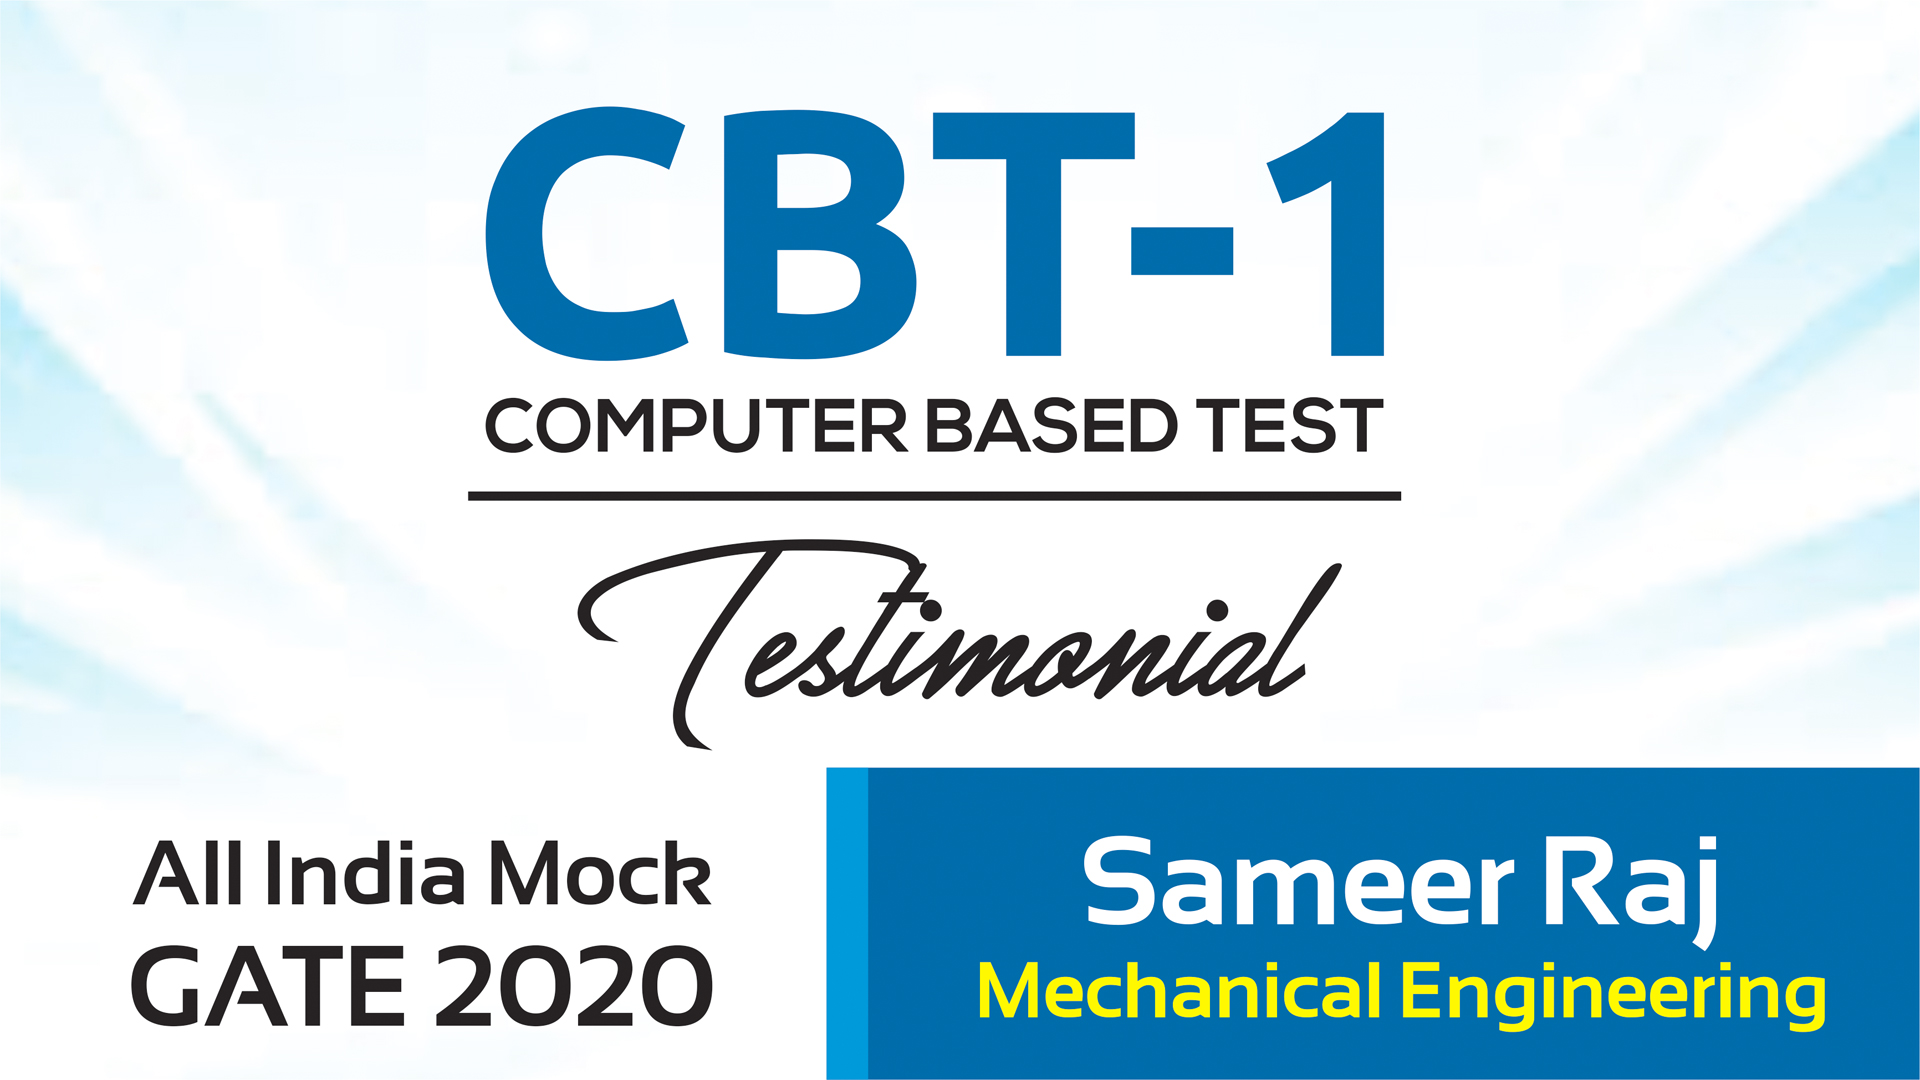 CBT-1
COMPUTER BASED TEST
Testimonial
All India Mock
GATE 2020
Sameer Raj
Mechanical Engineering